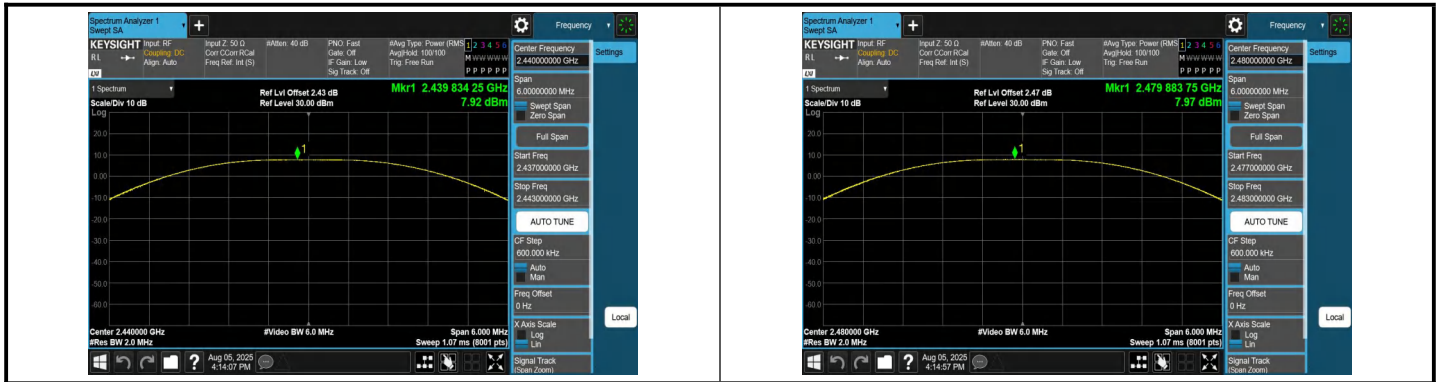 Spectrum Analyzer 1
Swept SA
+
Frequency
KEYSIGHT
Input: RF
Coupling: DC
Align: Auto
Input Z: 50 Ω
Corr CCorr RCal
Freq Ref: Int (S)
#Atten: 40 dB
PNO: Fast
Gate: Off
IF Gain: Low
Sig Track: Off
#Avg Type: Power (RMS
Avg|Hold: 100/100
Trig: Free Run
1 2 3 4 5 6
M W W W W W
P P P P P P
RL
LXI
Center Frequency
2.440000000 GHz
Settings
Span
6.00000000 MHz
Swept Span
Zero Span
Full Span
Start Freq
2.437000000 GHz
Stop Freq
2.443000000 GHz
AUTO TUNE
CF Step
600.000 kHz
Auto
Man
Freq Offset
0 Hz
X Axis Scale
Log
Lin
Signal Track
(Span Zoom)
Local
1 Spectrum
Scale/Div 10 dB
Log
Ref Lvl Offset 2.43 dB
Ref Level 30.00 dBm
Mkr1 2.439 834 25 GHz
7.92 dBm
1
20.0
10.0
0.00
-10.0
-20.0
-30.0
-40.0
-50.0
-60.0
Center 2.440000 GHz
#Res BW 2.0 MHz
#Video BW 6.0 MHz
Span 6.000 MHz
Sweep 1.07 ms (8001 pts)
?
Aug 05, 2025
4:14:07 PM
Spectrum Analyzer 1
Swept SA
+
Frequency
KEYSIGHT
Input: RF
Coupling: DC
Align: Auto
Input Z: 50 Ω
Corr CCorr RCal
Freq Ref: Int (S)
#Atten: 40 dB
PNO: Fast
Gate: Off
IF Gain: Low
Sig Track: Off
#Avg Type: Power (RMS
Avg|Hold: 100/100
Trig: Free Run
1 2 3 4 5 6
M W W W W W
P P P P P P
RL
LXI
Center Frequency
2.480000000 GHz
Settings
Span
6.00000000 MHz
Swept Span
Zero Span
Full Span
Start Freq
2.477000000 GHz
Stop Freq
2.483000000 GHz
AUTO TUNE
CF Step
600.000 kHz
Auto
Man
Freq Offset
0 Hz
X Axis Scale
Log
Lin
Signal Track
(Span Zoom)
Local
1 Spectrum
Scale/Div 10 dB
Log
Ref Lvl Offset 2.47 dB
Ref Level 30.00 dBm
Mkr1 2.479 883 75 GHz
7.97 dBm
1
20.0
10.0
0.00
-10.0
-20.0
-30.0
-40.0
-50.0
-60.0
Center 2.480000 GHz
#Res BW 2.0 MHz
#Video BW 6.0 MHz
Span 6.000 MHz
Sweep 1.07 ms (8001 pts)
?
Aug 05, 2025
4:14:57 PM